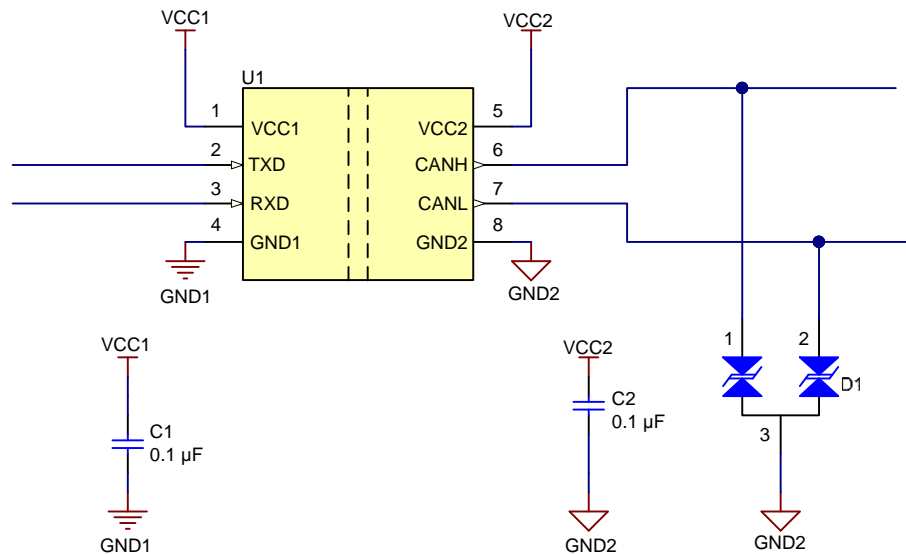 VCC1
VCC2
U1
1
VCC1
2
TXD
3
RXD
4
GND1
VCC2
5
CANH
6
CANL
7
GND2
8
GND1
GND2
VCC1
C1
0.1 µF
GND1
VCC2
C2
0.1 µF
GND2
1
2
D1
3
GND2